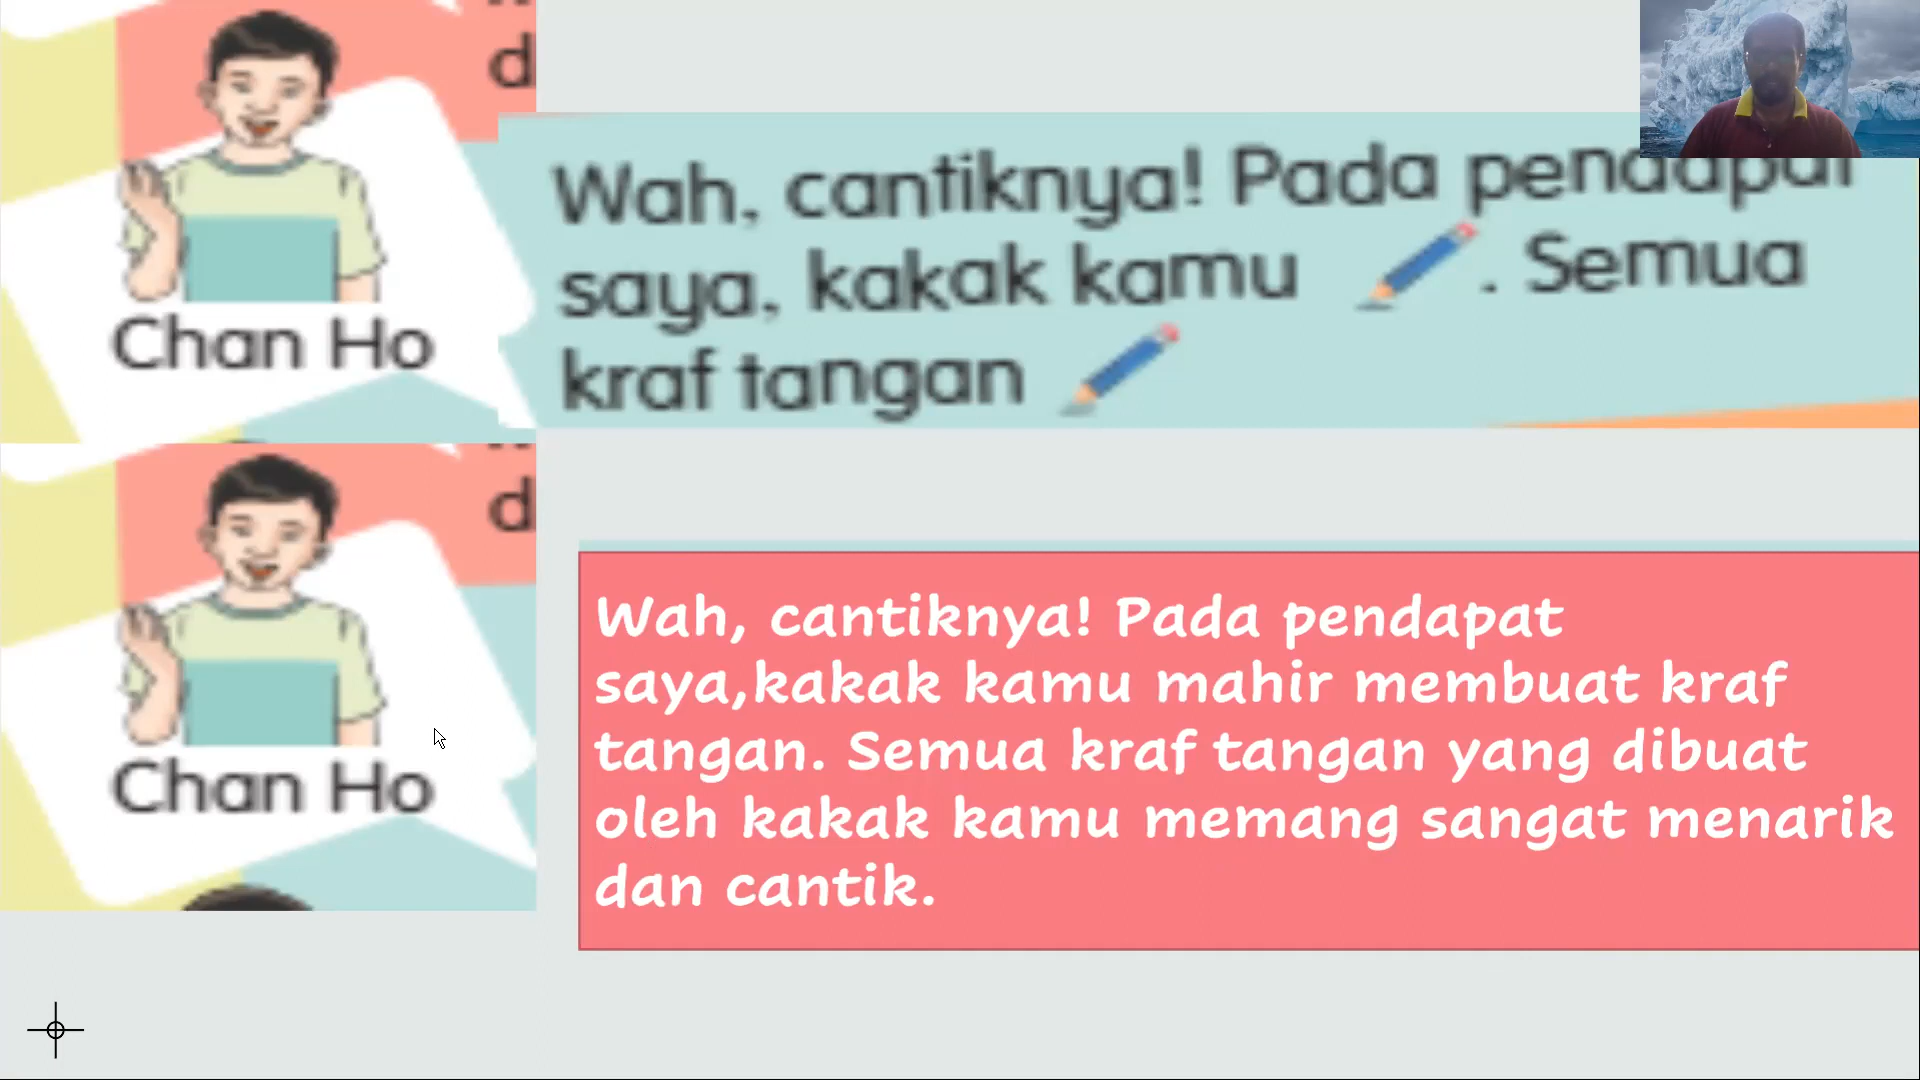 d
Chan Ho
Wah, cantiknya! Pada pendapat
saya, kakak kamu . Semua
kraf tangan
d
Chan Ho
Wah, cantiknya! Pada pendapat
saya,kakak kamu mahir membuat kraf
tangan. Semua kraf tangan yang dibuat
oleh kakak kamu memang sangat menarik
dan cantik.